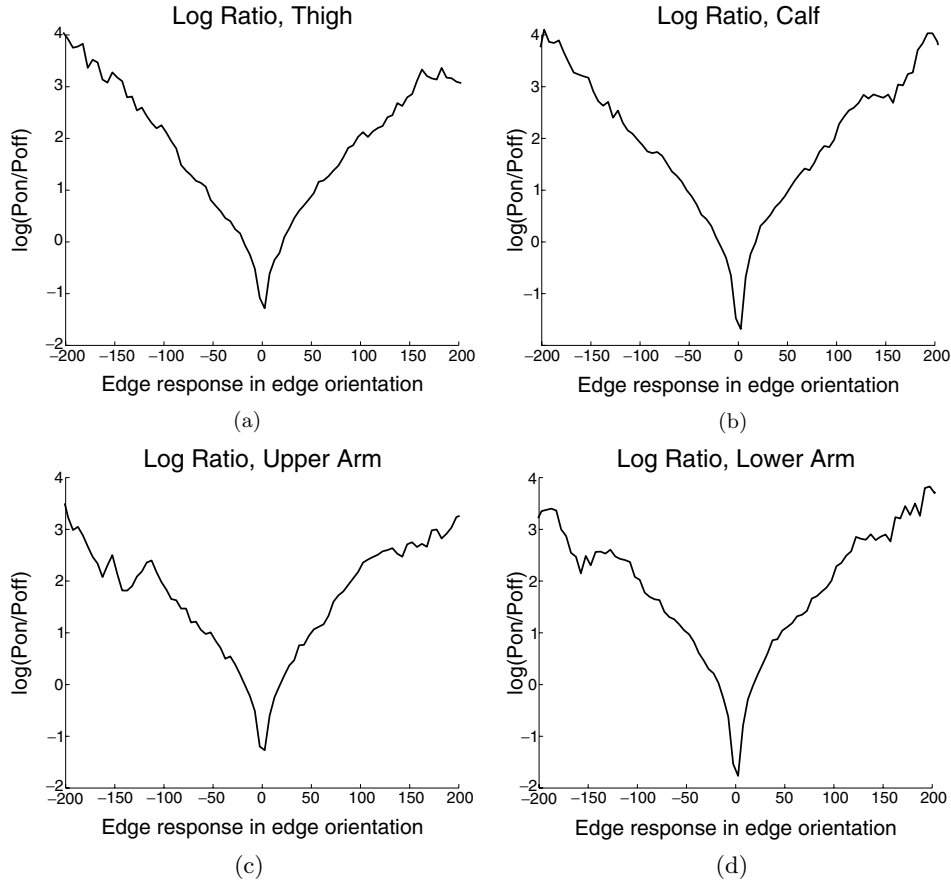 Log Ratio, Thigh
4
3
2
1
0
−1
−2
log(Pon/Poff)
−200 −150 −100 −50 0 50 100 150 200
Edge response in edge orientation
(a)
Log Ratio, Calf
4
3
2
1
0
−1
−2
log(Pon/Poff)
−200 −150 −100 −50 0 50 100 150 200
Edge response in edge orientation
(b)
Log Ratio, Upper Arm
4
3
2
1
0
−1
−2
log(Pon/Poff)
−200 −150 −100 −50 0 50 100 150 200
Edge response in edge orientation
(c)
Log Ratio, Lower Arm
4
3
2
1
0
−1
−2
log(Pon/Poff)
−200 −150 −100 −50 0 50 100 150 200
Edge response in edge orientation
(d)